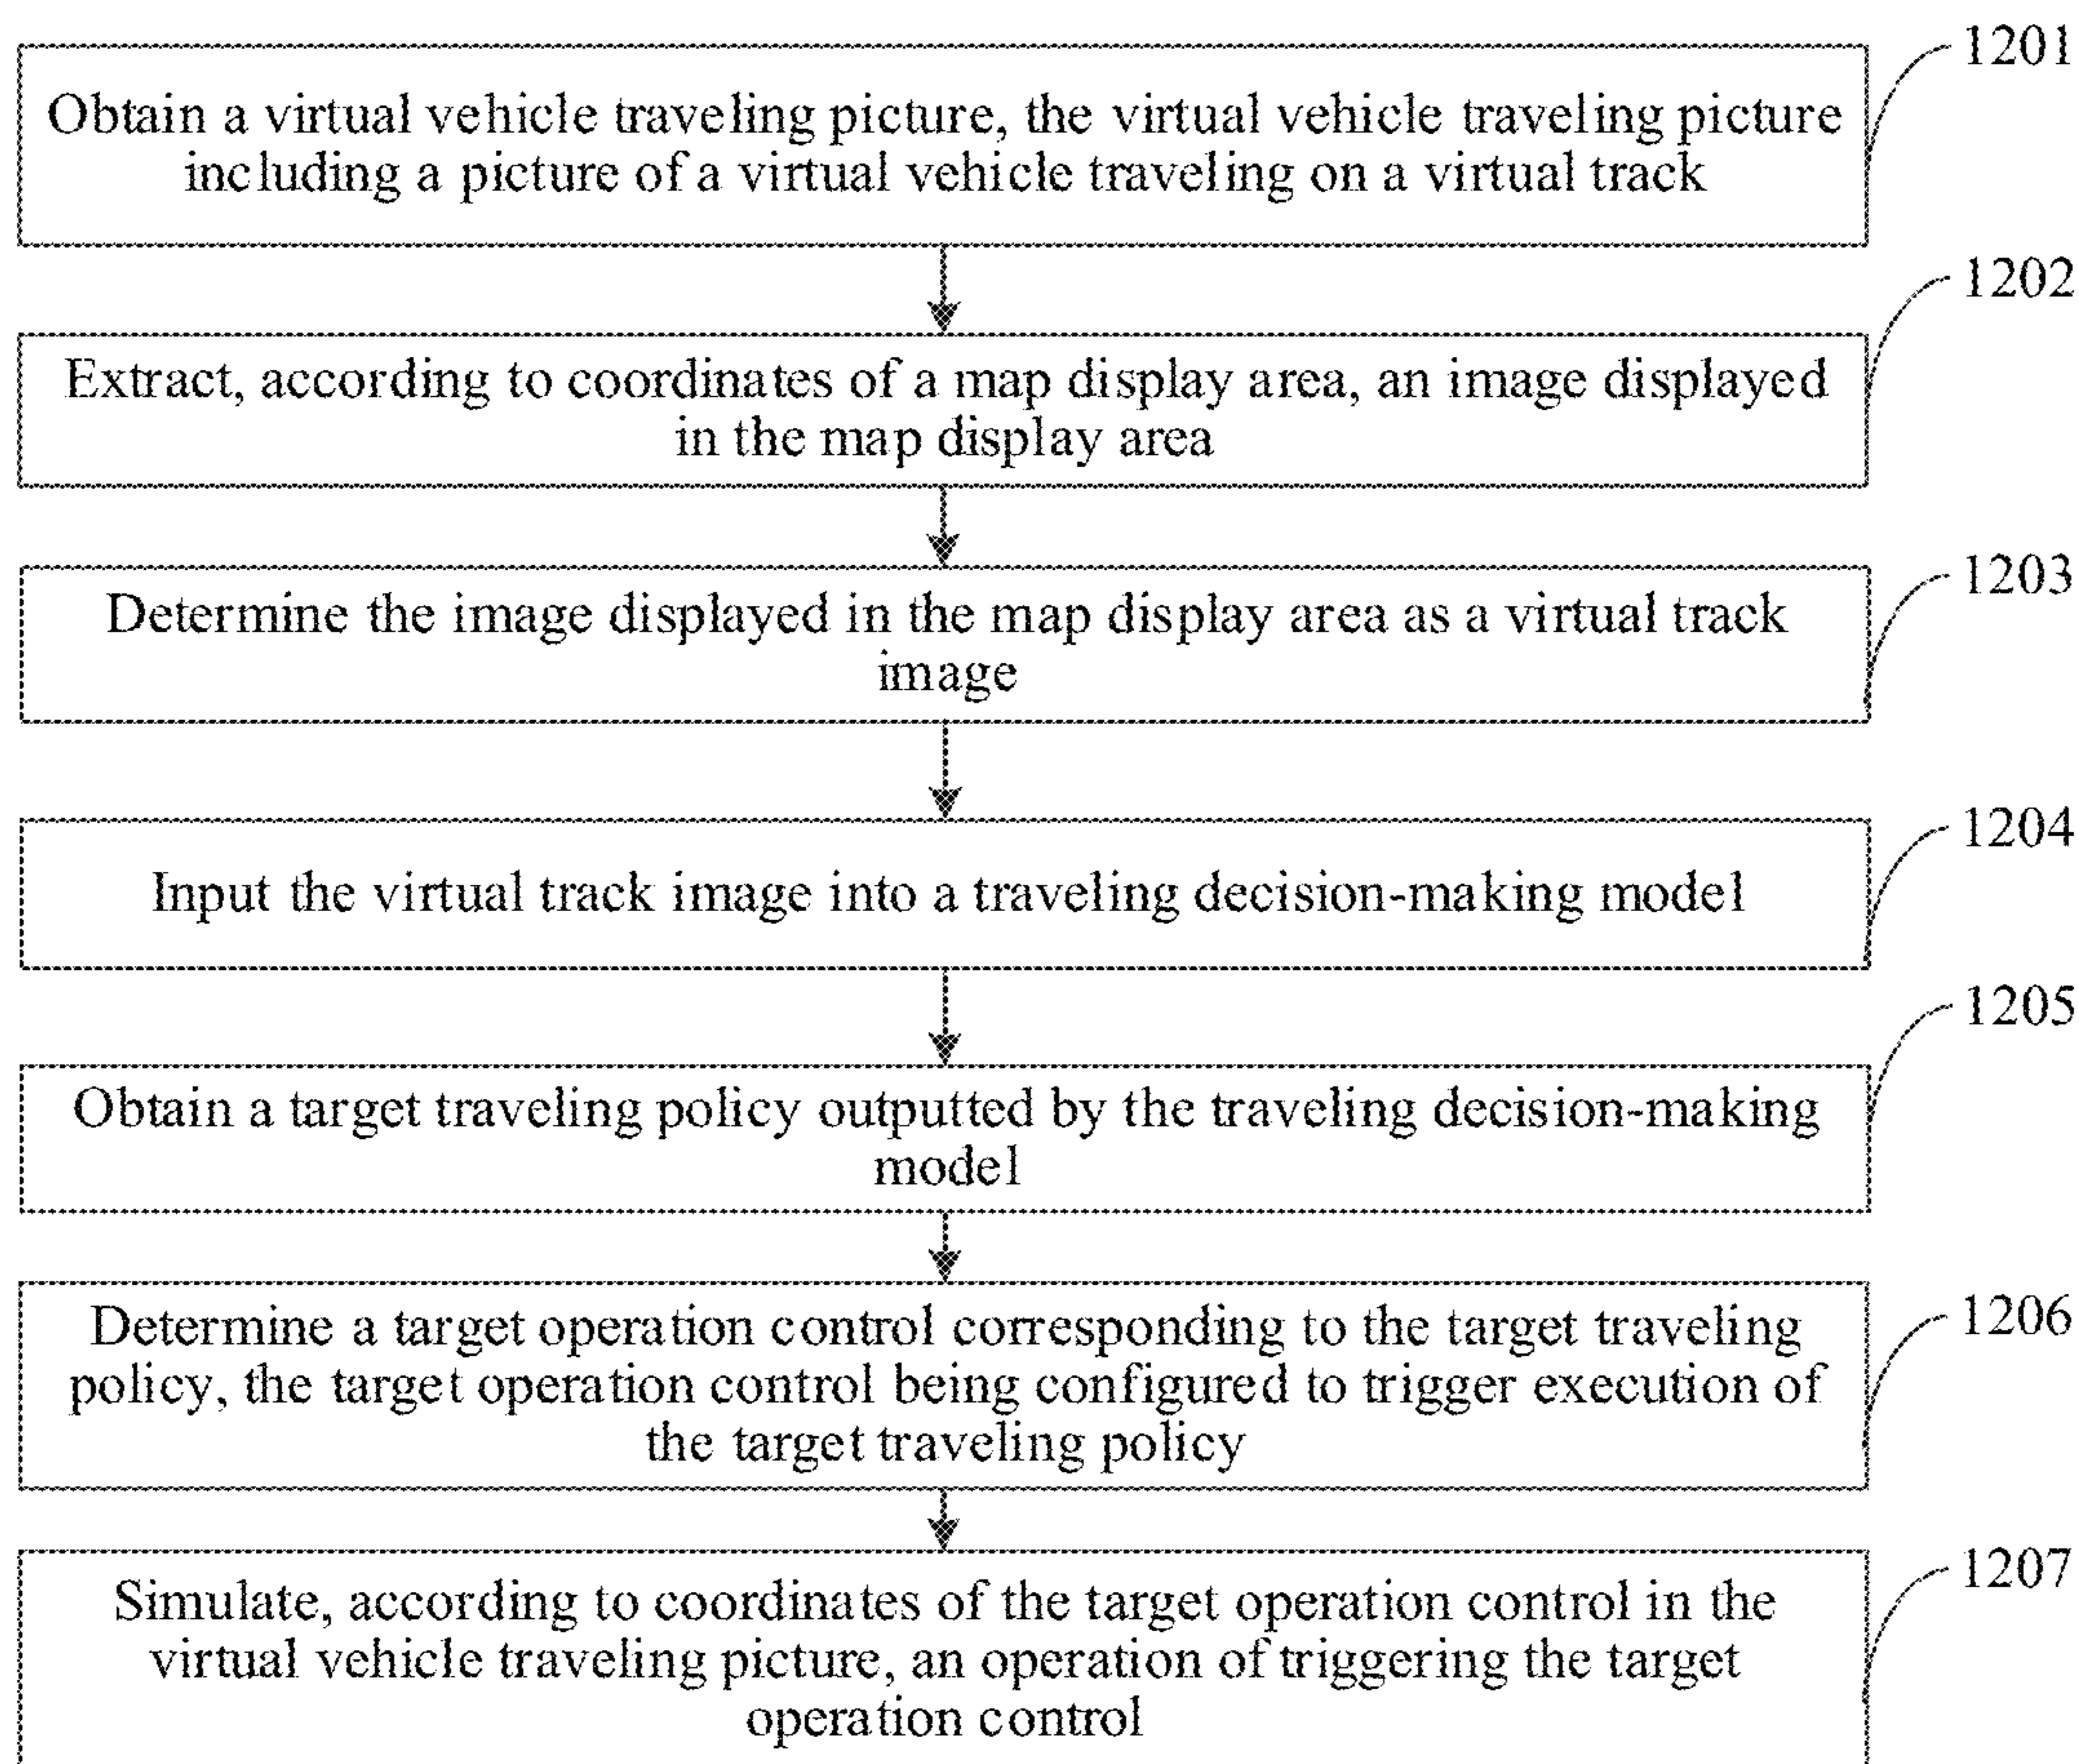 1201
Obtain a virtual vehicle traveling picture, the virtual vehicle traveling picture
including a picture of a virtual vehicle traveling on a virtual track
1202
Extract, according to coordinates of a map display area, an image displayed
in the map display area
1203
Determine the image displayed in the map display area as a virtual track
image
1204
Input the virtual track image into a traveling decision-making model
1205
Obtain a target traveling policy outputted by the traveling decision-making
model
1206
Determine a target operation control corresponding to the target traveling
policy, the target operation control being configured to trigger execution of
the target traveling policy
1207
Simulate, according to coordinates of the target operation control in the
virtual vehicle traveling picture, an operation of triggering the target
operation control